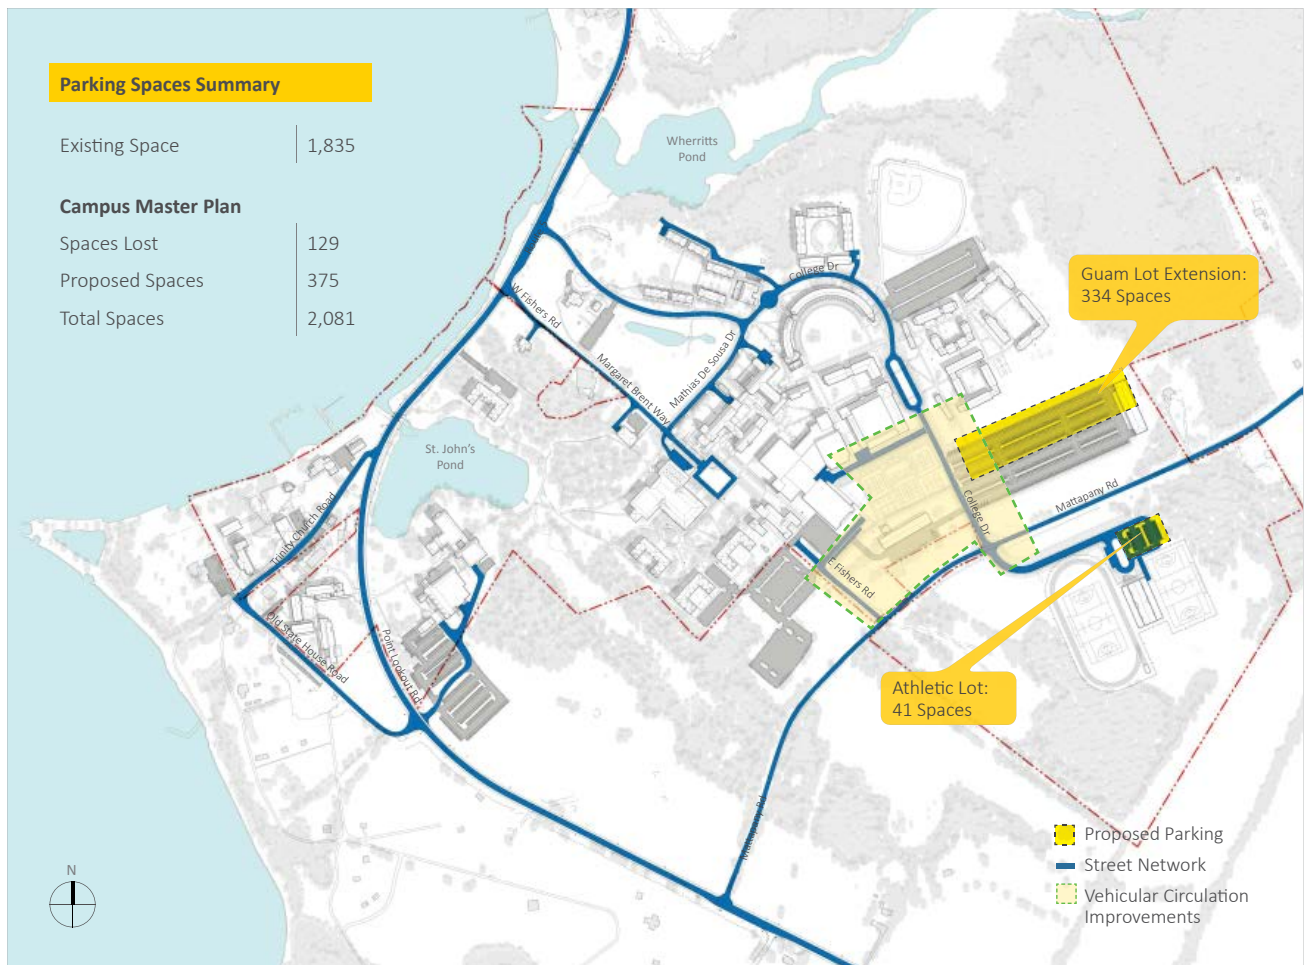 Parking Spaces Summary
Existing Space 1,835
Campus Master Plan
Spaces Lost 129
Proposed Spaces 375
Total Spaces 2,081
Wherritts
Pond
College Dr
W. Fishers Rd
Margaret Brent Way
Mathias De Sousa Dr
Guam Lot Extension:
334 Spaces
St. John's
Pond
Trinity Church Road
Old State House Road
Point Lookout Rd
College Dr
Mattapany Rd
E Fishers Rd
Athletic Lot:
41 Spaces
Mattapany Rd
N
Proposed Parking
Street Network
Vehicular Circulation
Improvements